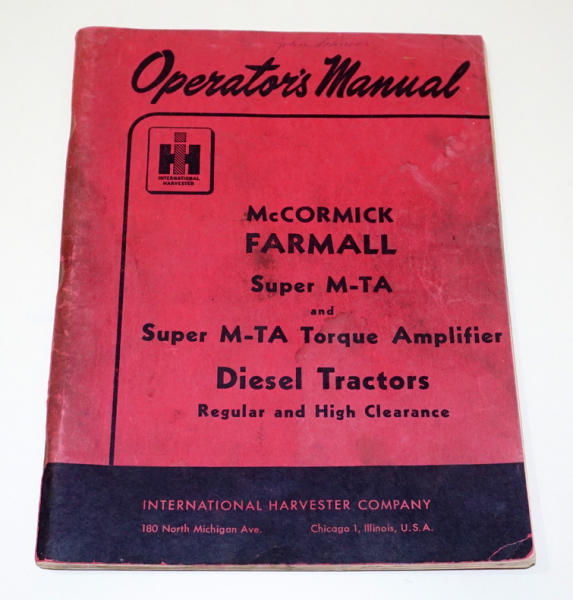 Operator's Manual
IH
INTERNATIONAL
HARVESTER
McCORMICK
FARMALL
Super M-TA
and
Super M-TA Torque Amplifier
Diesel Tractors
Regular and High Clearance
INTERNATIONAL HARVESTER COMPANY
180 North Michigan Ave. Chicago 1, Illinois, U.S.A.